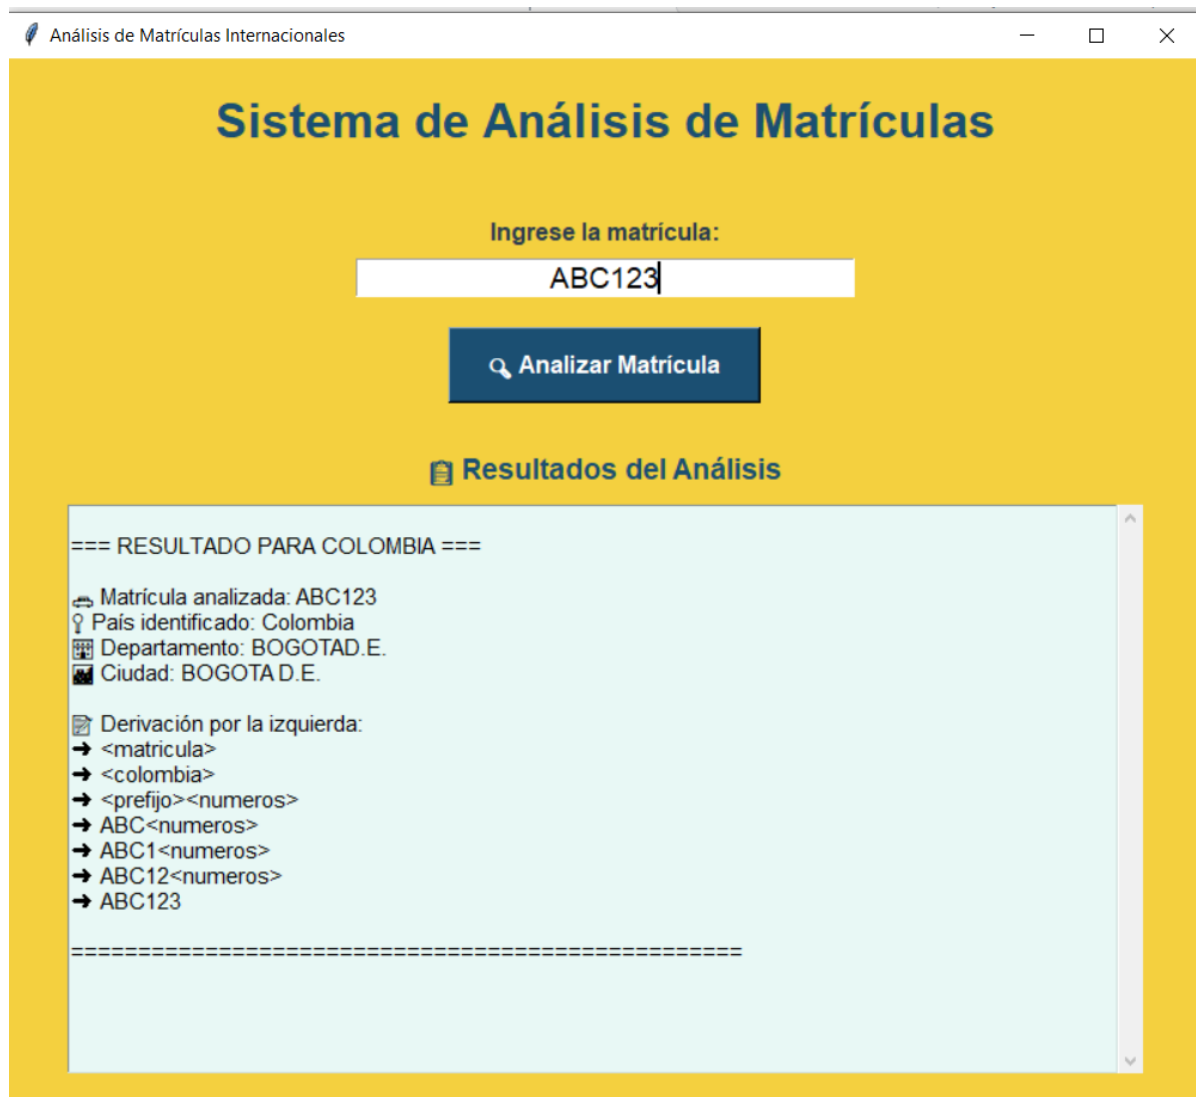 Análisis de Matrículas Internacionales
Sistema de Análisis de Matrículas
Ingrese la matrícula:
ABC123
Analizar Matrícula
Resultados del Análisis
=== RESULTADO PARA COLOMBIA ===
Matrícula analizada: ABC123
País identificado: Colombia
Departamento: BOGOTA D.E.
Ciudad: BOGOTA D.E.
Derivación por la izquierda:
➜ <matricula>
➜ <colombia>
➜ <prefijo><numeros>
➜ ABC<numeros>
➜ ABC1<numeros>
➜ ABC12<numeros>
➜ ABC123
==================================================